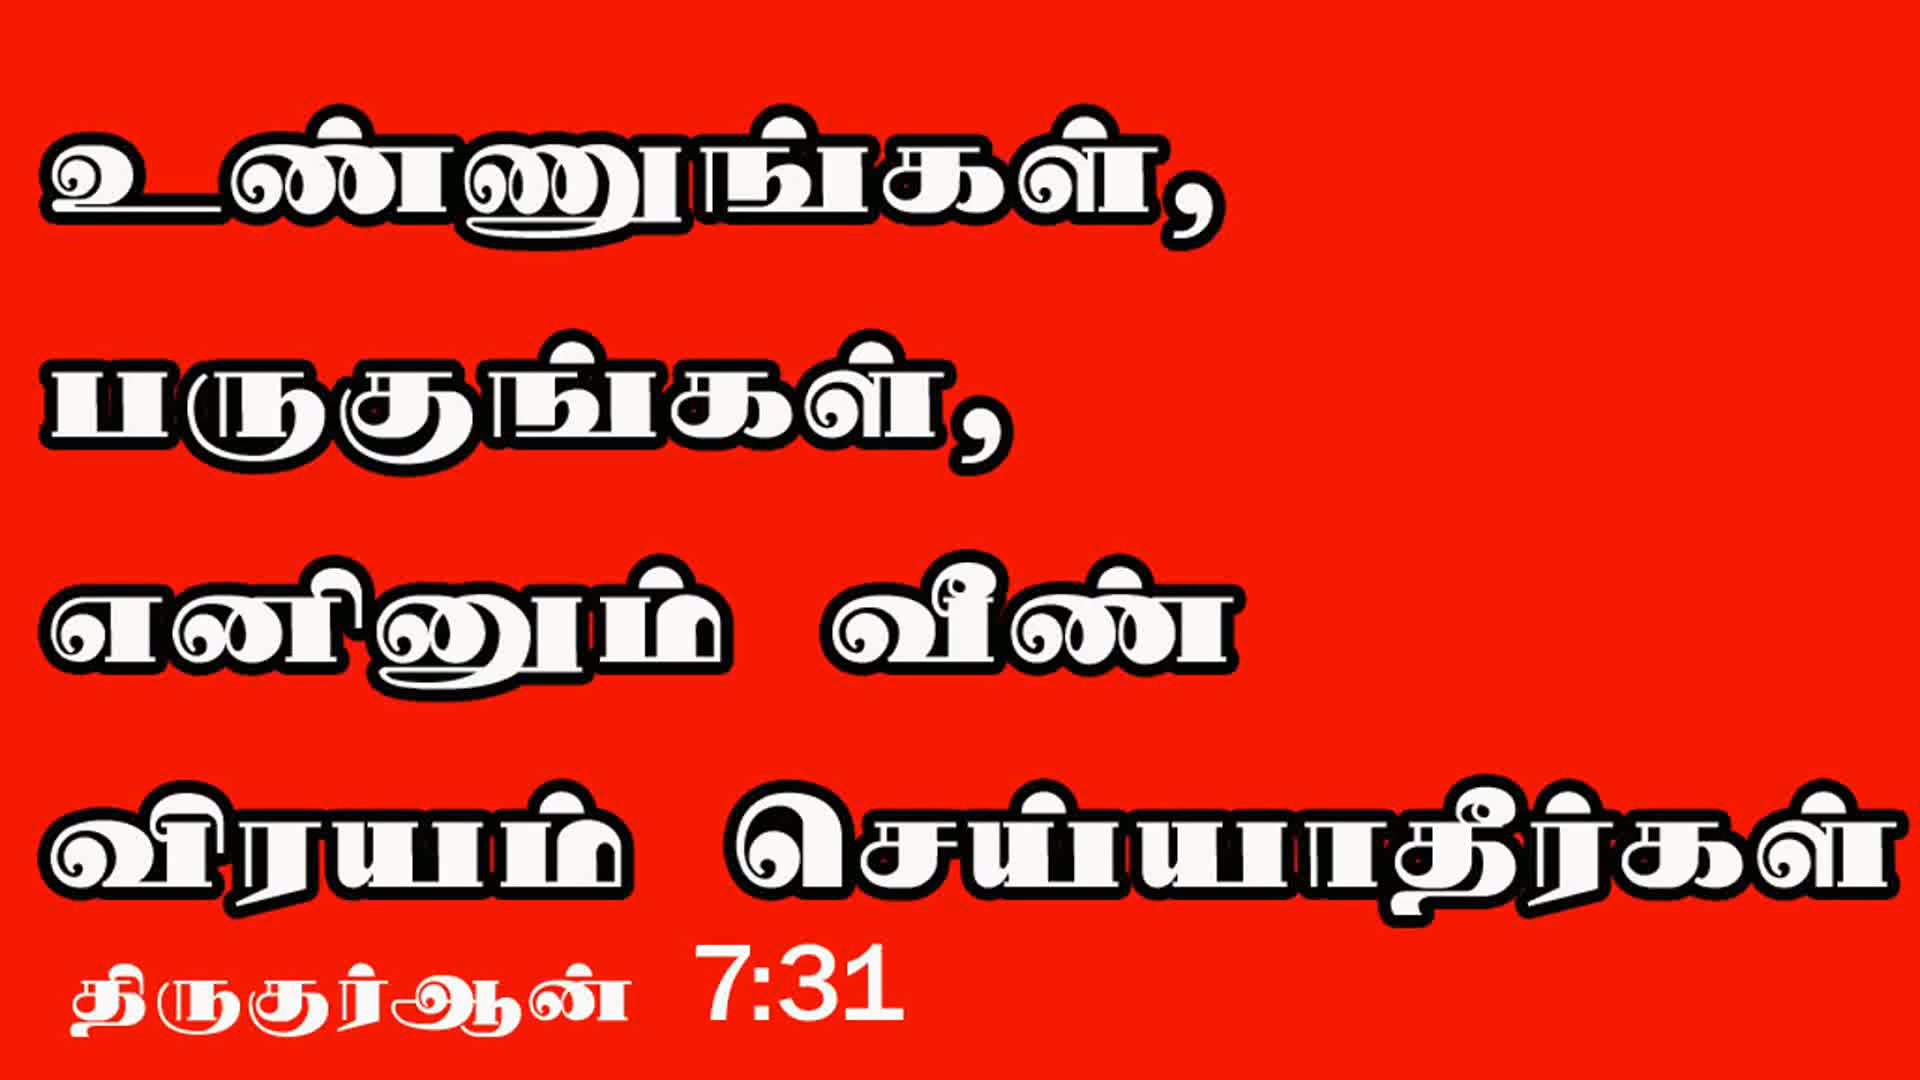 உண்ணுங்கள்,
பருகுங்கள்,
எனினும் வீண்
விரயம் செய்யாதீர்கள்
திருகுர்ஆன் 7:31